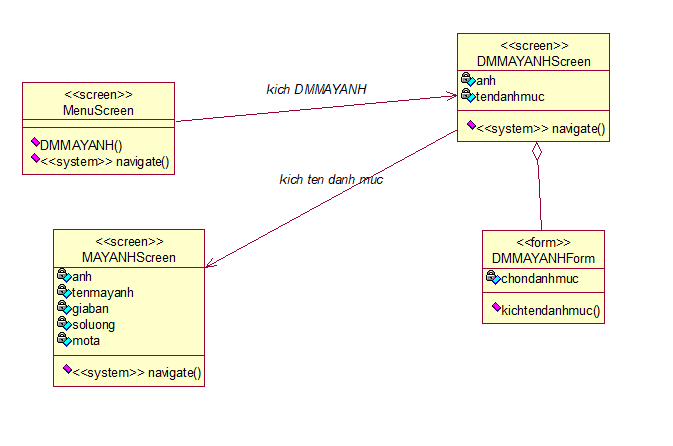 <<screen>>
MenuScreen
DMMAYANH()
<<system>> navigate()
kich DMMAYANH
<<screen>>
DMMAYANHScreen
anh
tendanhmuc
<<system>> navigate()
kich ten danh muc
<<screen>>
MAYANHScreen
anh
tenmayanh
giaban
soluong
mota
<<system>> navigate()
<<form>>
DMMAYANHForm
chondanhmuc
kichtendanhmuc()